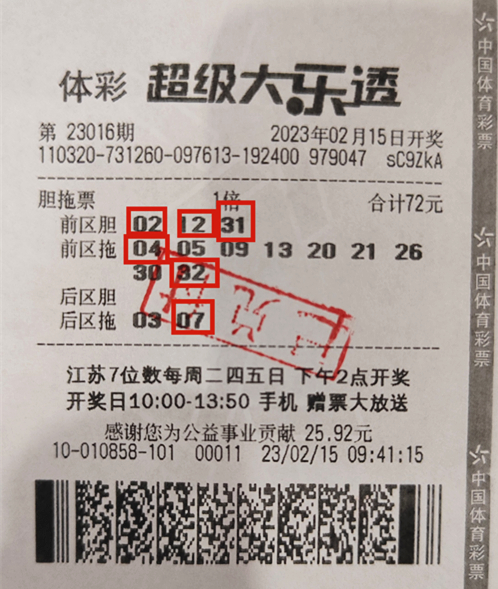 体彩 超级大乐透
第 23016期 2023年02月15日开奖
110320-731260-097613-192400 979047 sC9ZkA
胆拖票 1倍 合计72元
前区胆 02 12 31
前区拖 04 05 09 13 20 21 26
30 32
后区胆
后区拖 03 07
江苏7位数每周二四五日 下午2点开奖
开奖日10:00-13:50 手机 赠票大放送
感谢您为公益事业贡献 25.92元
10-010858-101 00011 23/02/15 09:41:15
中国体育彩票
中国体育彩票
中国体育彩票